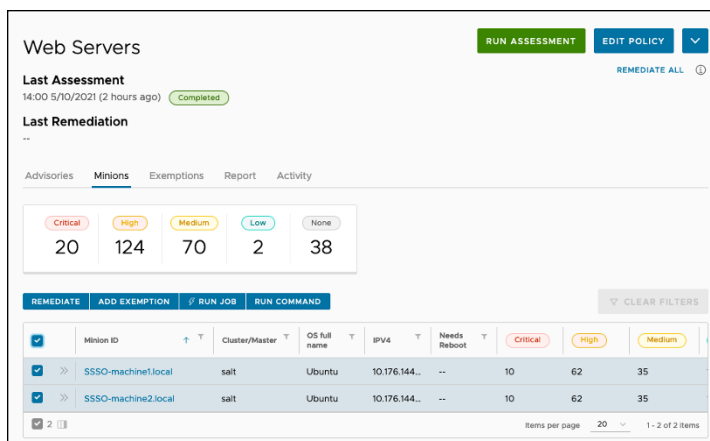 Web Servers
RUN ASSESSMENT
EDIT POLICY
REMEDIATE ALL
Last Assessment
14:00 5/10/2021 (2 hours ago) Completed
Last Remediation
--
Advisories Minions Exemptions Report Activity
Critical High Medium Low None
20 124 70 2 38
REMEDIATE ADD EXEMPTION RUN JOB RUN COMMAND
CLEAR FILTERS
Minion ID Cluster/Master OS full name IPV4 Needs Reboot Critical High Medium
SSSO-machine1.local salt Ubuntu 10.176.144... -- 10 62 35
SSSO-machine2.local salt Ubuntu 10.176.144... -- 10 62 35
2 Items per page 20 1 - 2 of 2 items